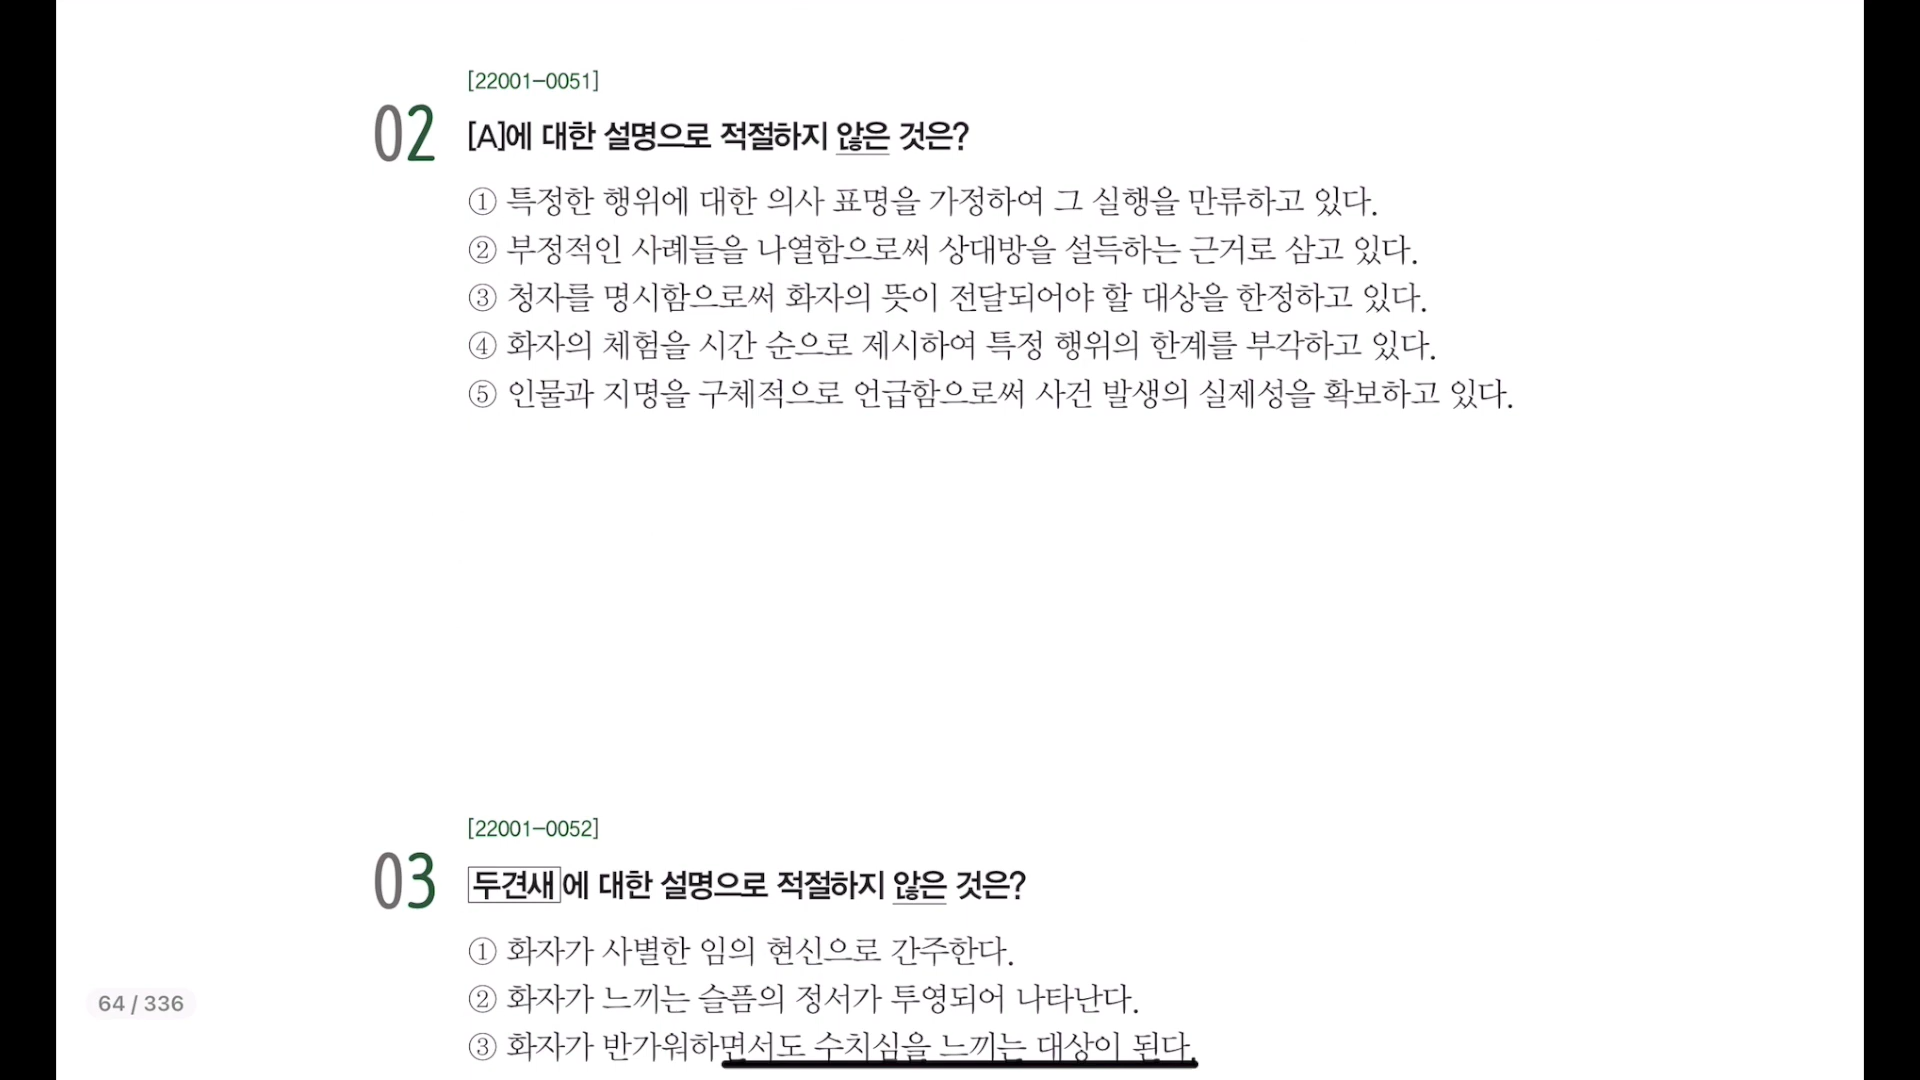 [22001-0051]
02 [A]에 대한 설명으로 적절하지 않은 것은?
① 특정한 행위에 대한 의사 표명을 가정하여 그 실행을 만류하고 있다.
② 부정적인 사례들을 나열함으로써 상대방을 설득하는 근거로 삼고 있다.
③ 청자를 명시함으로써 화자의 뜻이 전달되어야 할 대상을 한정하고 있다.
④ 화자의 체험을 시간 순으로 제시하여 특정 행위의 한계를 부각하고 있다.
⑤ 인물과 지명을 구체적으로 언급함으로써 사건 발생의 실제성을 확보하고 있다.
[22001-0052]
03 두견새에 대한 설명으로 적절하지 않은 것은?
① 화자가 사별한 임의 현신으로 간주한다.
② 화자가 느끼는 슬픔의 정서가 투영되어 나타난다.
③ 화자가 반가워하면서도 수치심을 느끼는 대상이 된다.
64 / 336